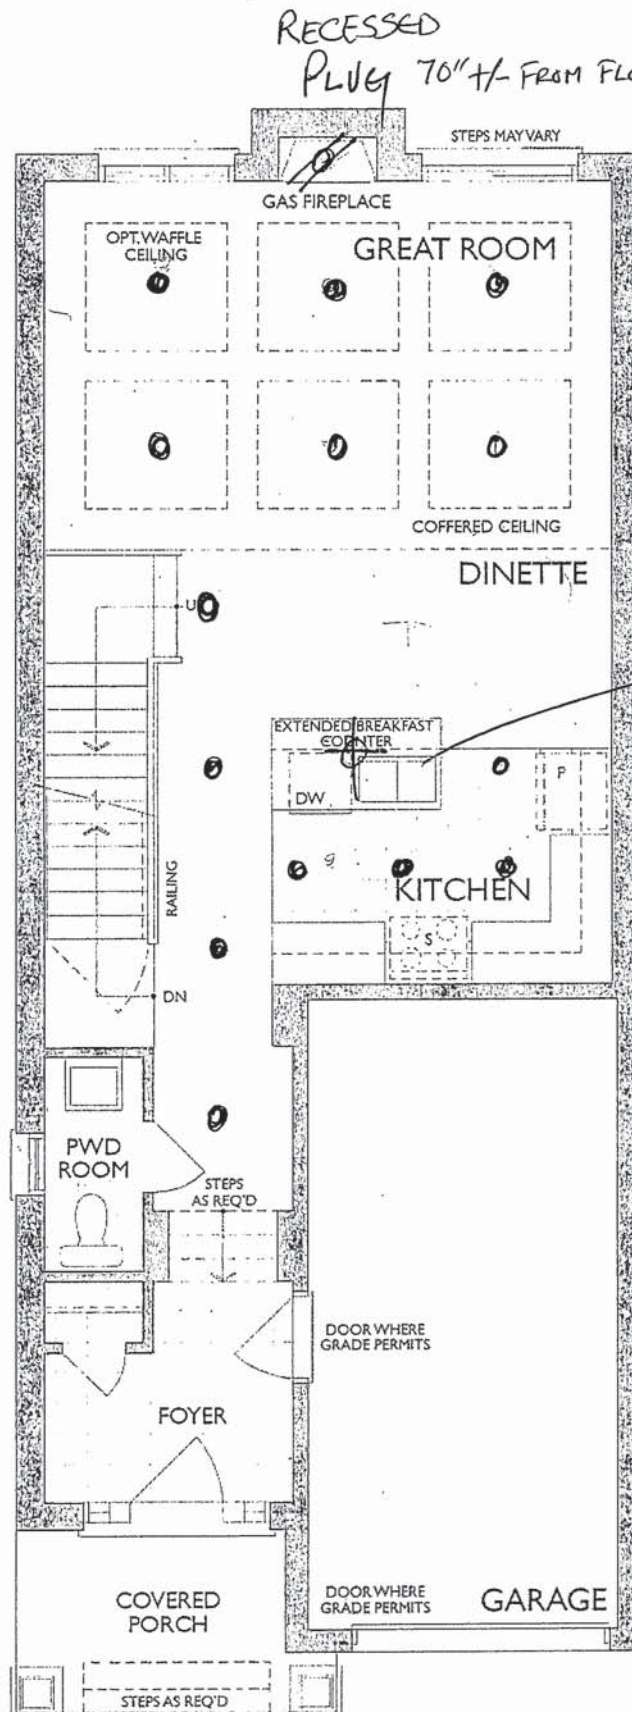 RECESSED
PLUG 70" +/- FROM FLO
STEPS MAY VARY
GAS FIREPLACE
OPT. WAFFLE
CEILING
GREAT ROOM
COFFERED CEILING
DINETTE
U
EXTENDED BREAKFAST
COUNTER
DW
P
KITCHEN
S
RAILING
DN
PWD
ROOM
STEPS
AS REQ'D
DOOR WHERE
GRADE PERMITS
FOYER
COVERED
PORCH
DOOR WHERE
GRADE PERMITS
GARAGE
STEPS AS REQ'D